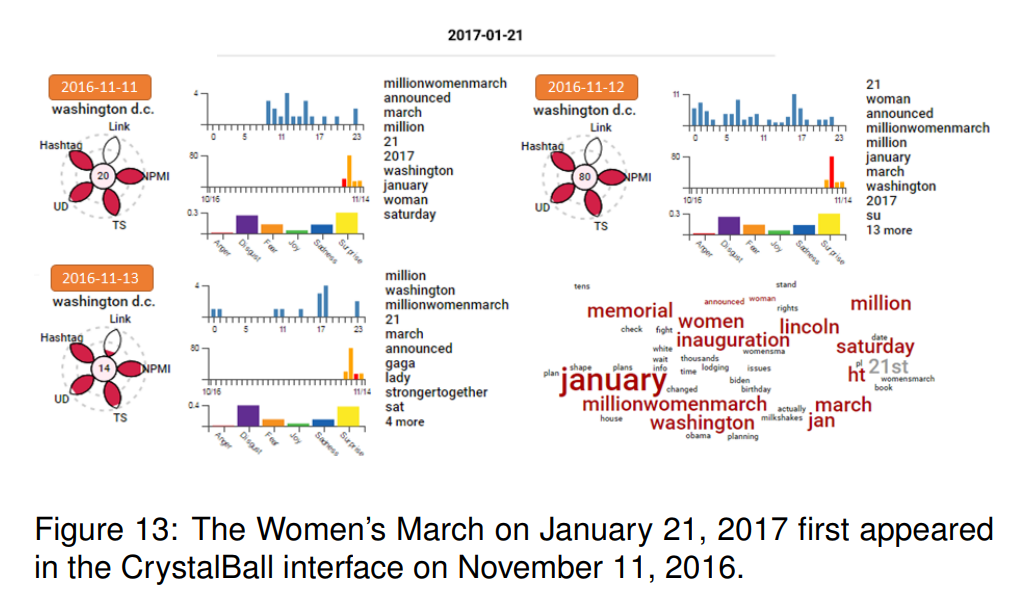 2017-01-21
2016-11-11
washington d.c.
Link
Hashtag
NPMI
20
UD
TS
4
0 5 11 17 23
80
10/16 11/14
0.3
Anger Disgust Fear Joy Sadness Surprise
millionwomenmarch
announced
march
million
21
2017
washington
january
woman
saturday
2016-11-12
washington d.c.
Link
Hashtag
NPMI
80
UD
TS
11
0 5 11 17 23
80
10/16 11/14
0.3
Anger Disgust Fear Joy Sadness Surprise
21
woman
announced
millionwomenmarch
million
january
march
washington
2017
su
13 more
2016-11-13
washington d.c.
Link
Hashtag
NPMI
14
UD
TS
4
0 5 11 17 23
80
10/16 11/14
0.4
Anger Disgust Fear Joy Sadness Surprise
million
washington
millionwomenmarch
21
march
announced
gaga
lady
strongertogether
sat
4 more
tens stand
announced woman million
memorial rights
women lincoln
check fight
inauguration date
white womensma saturday
wait thousands pl
info lodging issues 21st
plan shape plans time ht womensmarch
january biden book
changed birthday
millionwomenmarch actually march
house washington milkshakes jan
obama planning
Figure 13: The Women's March on January 21, 2017 first appeared
in the CrystalBall interface on November 11, 2016.